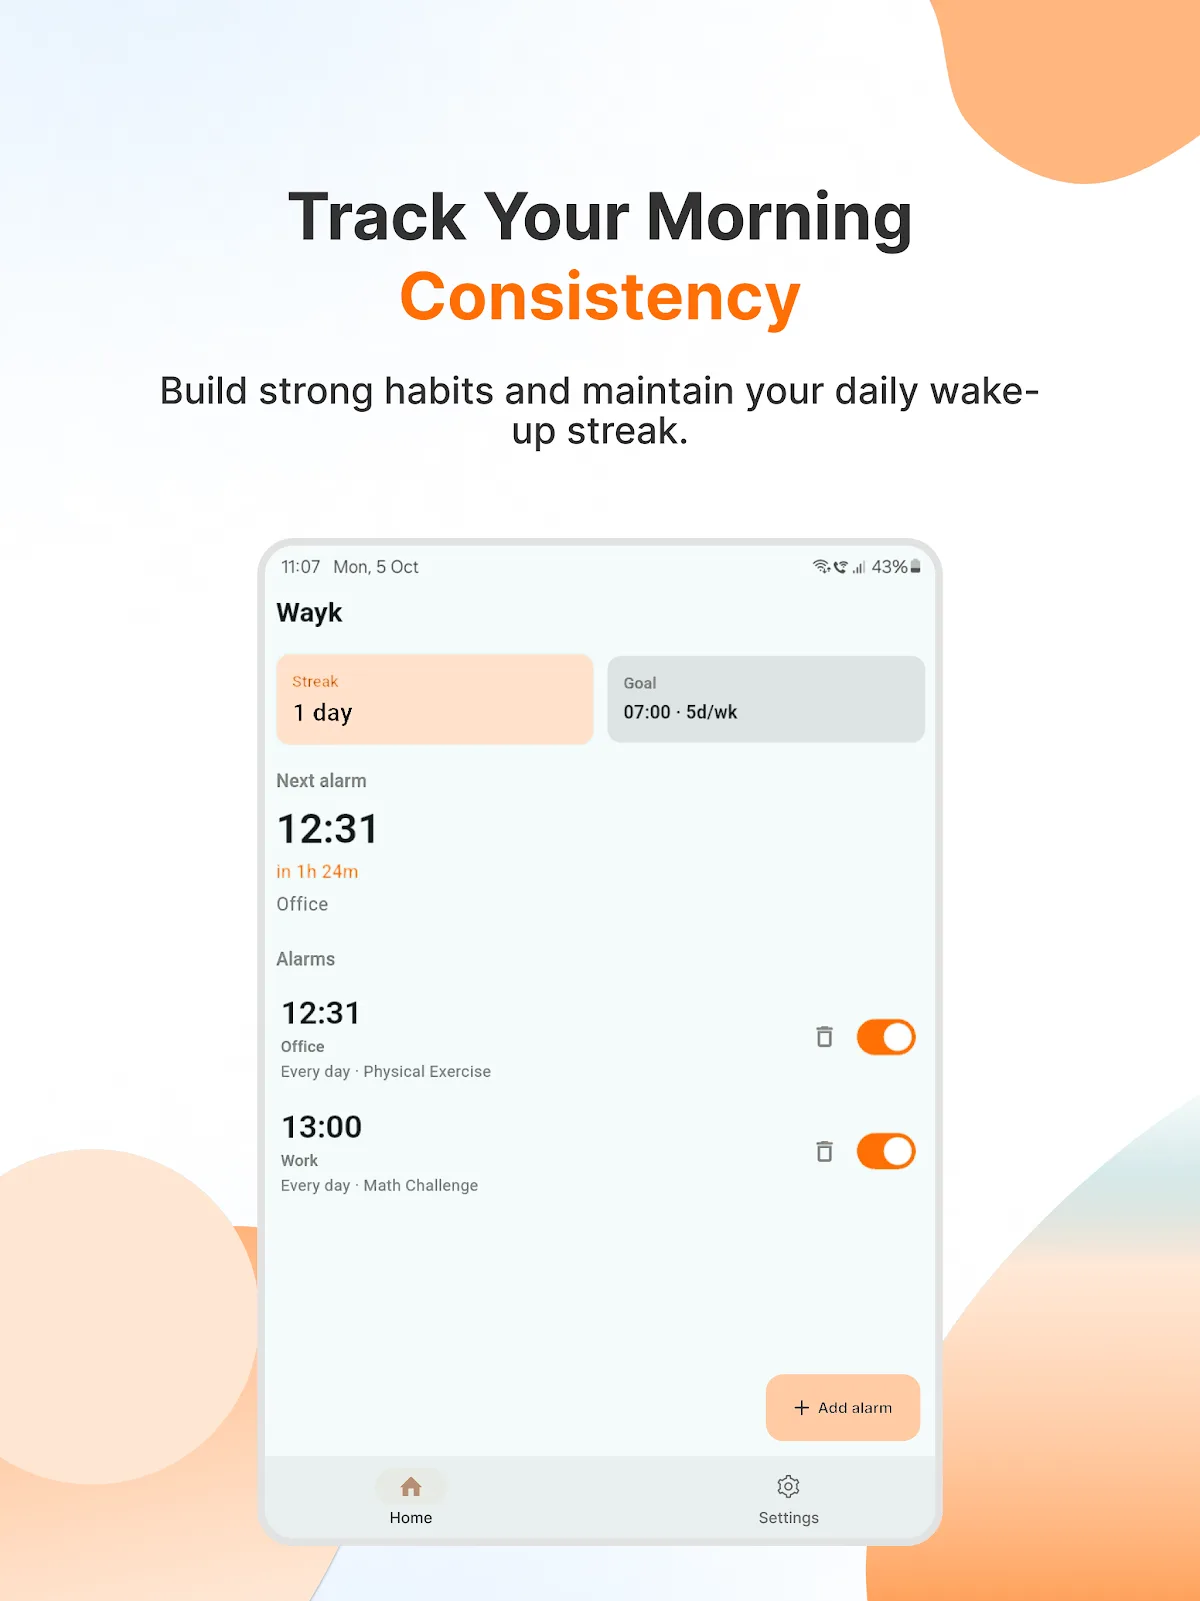 Track Your Morning
Consistency
Build strong habits and maintain your daily wake-
up streak.
11:07 Mon, 5 Oct
43%
Wayk
Streak
1 day
Goal
07:00 · 5d/wk
Next alarm
12:31
in 1h 24m
Office
Alarms
12:31
Office
Every day · Physical Exercise
13:00
Work
Every day · Math Challenge
+ Add alarm
Home
Settings